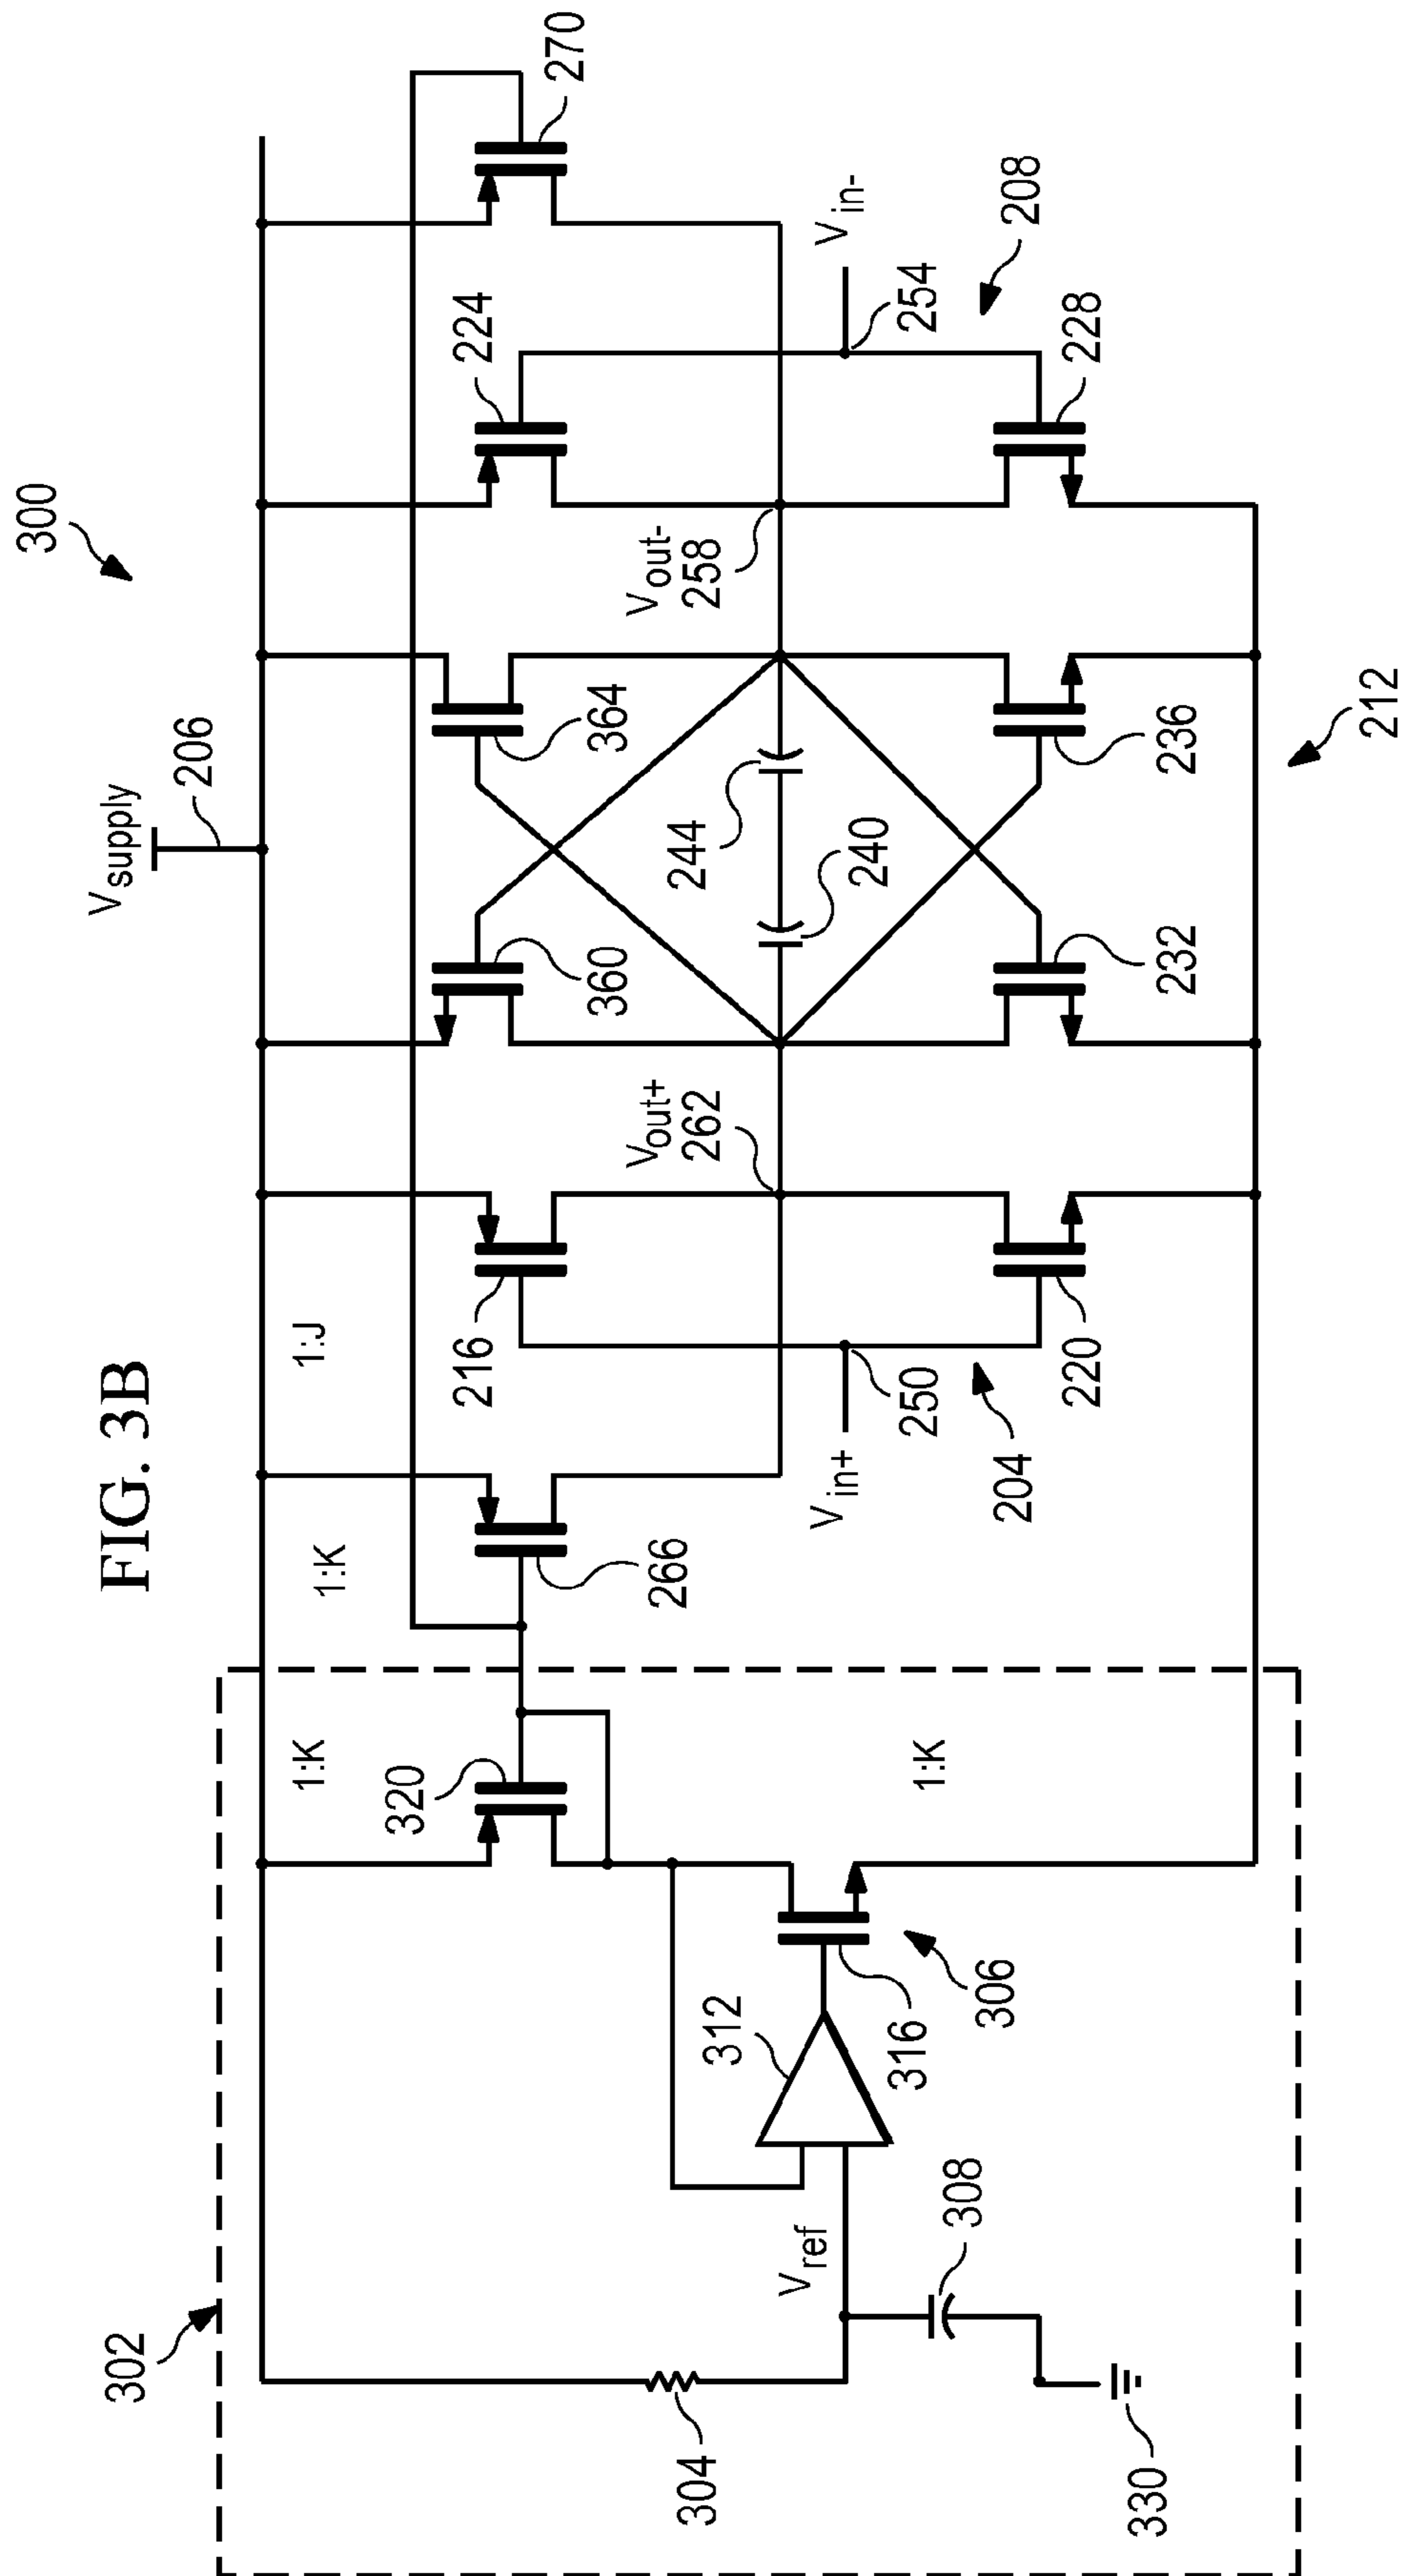 FIG. 3B
300
Vsupply
206
302
1:K
1:K
1:J
320
266
216
360
364
224
270
Vout+
262
Vout-
258
244
240
304
Vref
312
316
306
308
330
1:K
Vin+
250
204
220
232
236
212
Vin-
254
208
228